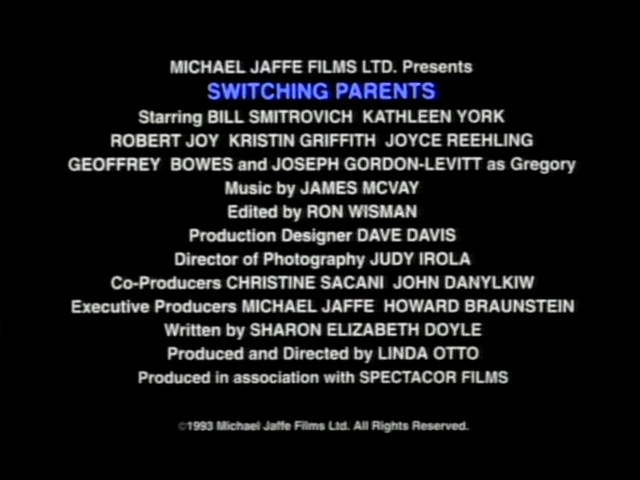 MICHAEL JAFFE FILMS LTD. Presents
SWITCHING PARENTS
Starring BILL SMITROVICH KATHLEEN YORK
ROBERT JOY KRISTIN GRIFFITH JOYCE REEHLING
GEOFFREY BOWES and JOSEPH GORDON-LEVITT as Gregory
Music by JAMES MCVAY
Edited by RON WISMAN
Production Designer DAVE DAVIS
Director of Photography JUDY IROLA
Co-Producers CHRISTINE SACANI JOHN DANYLKIW
Executive Producers MICHAEL JAFFE HOWARD BRAUNSTEIN
Written by SHARON ELIZABETH DOYLE
Produced and Directed by LINDA OTTO
Produced in association with SPECTACOR FILMS
©1993 Michael Jaffe Films Ltd. All Rights Reserved.